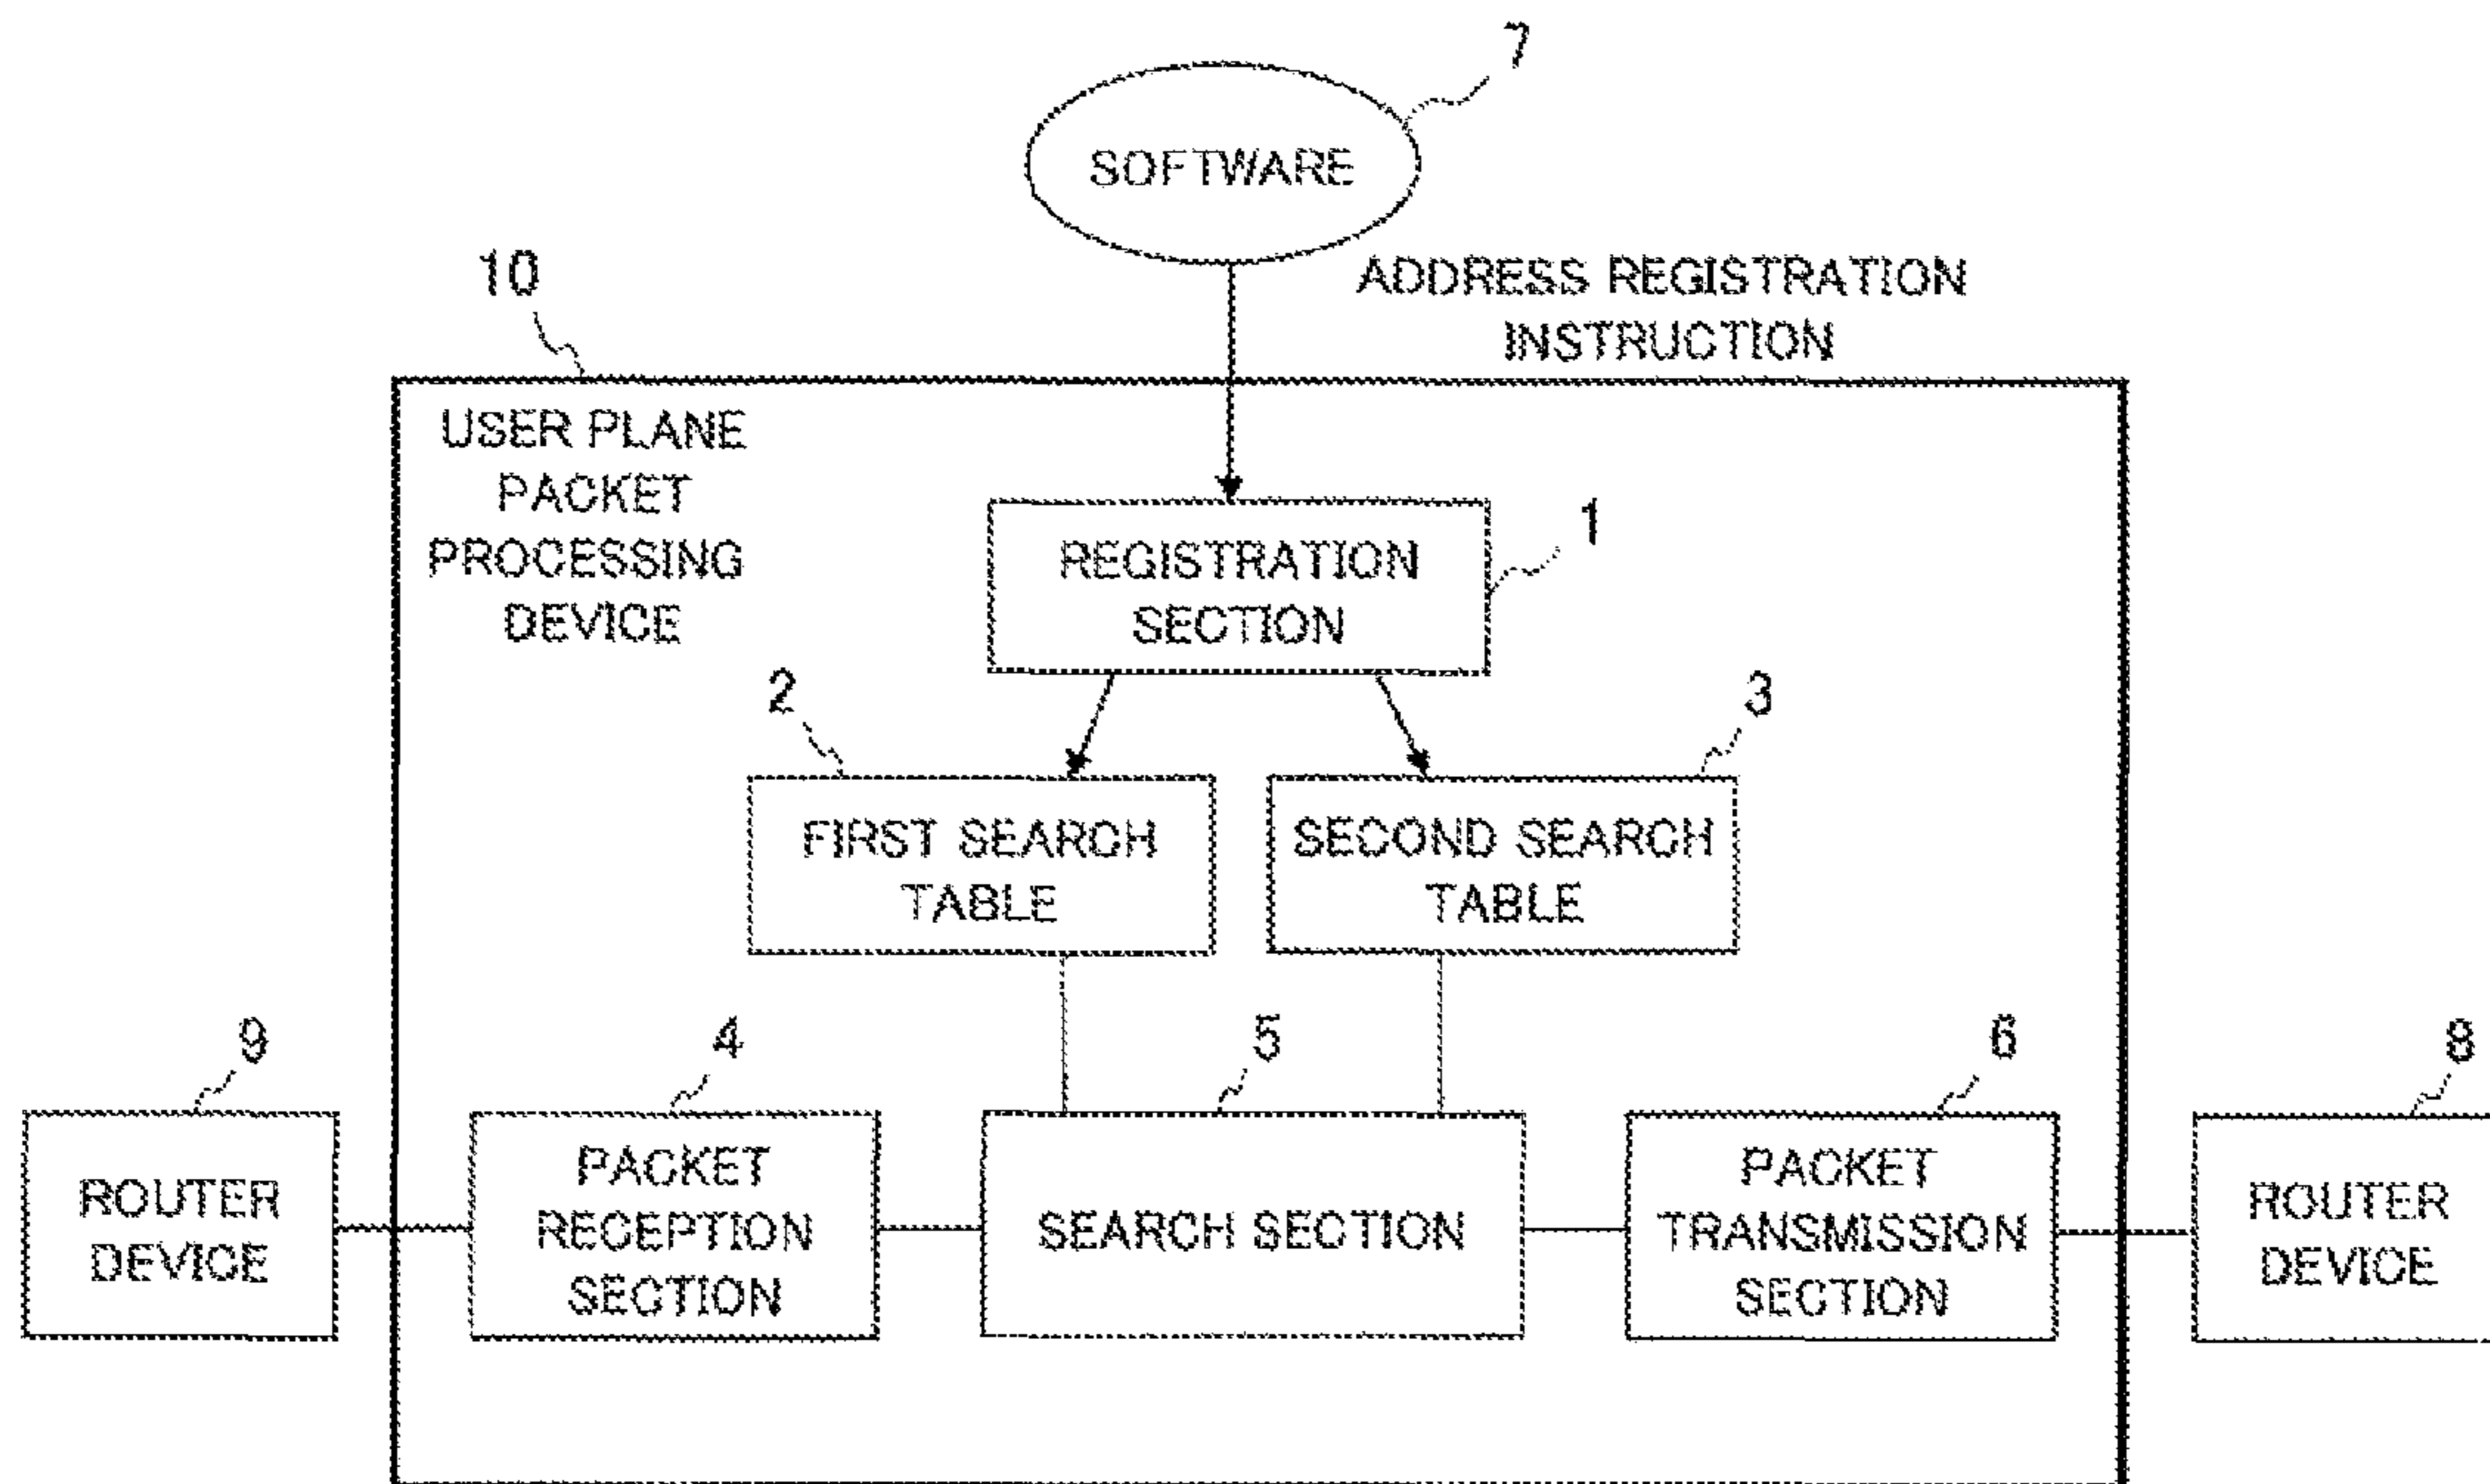 7
SOFTWARE
10
ADDRESS REGISTRATION
INSTRUCTION
USER PLANE
PACKET
PROCESSING
DEVICE
1
REGISTRATION
SECTION
2
3
FIRST SEARCH
TABLE
SECOND SEARCH
TABLE
9
4
5
6
8
ROUTER
DEVICE
PACKET
RECEPTION
SECTION
SEARCH SECTION
PACKET
TRANSMISSION
SECTION
ROUTER
DEVICE